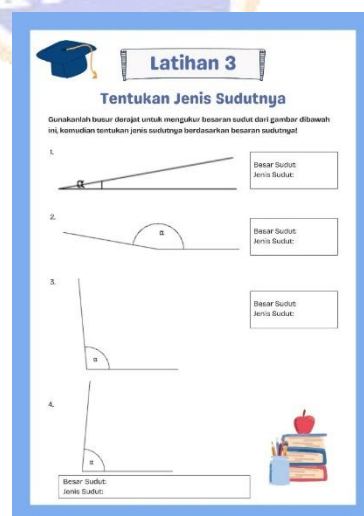 Latihan 3
Tentukan Jenis Sudutnya
Gunakanlah busur derajat untuk mengukur besaran sudut dari gambar dibawah
ini, kemudian tentukan jenis sudutnya berdasarkan besaran sudutnya!
1.
α
Besar Sudut:
Jenis Sudut:
2.
α
Besar Sudut:
Jenis Sudut:
3.
α
Besar Sudut:
Jenis Sudut:
4.
α
Besar Sudut:
Jenis Sudut: